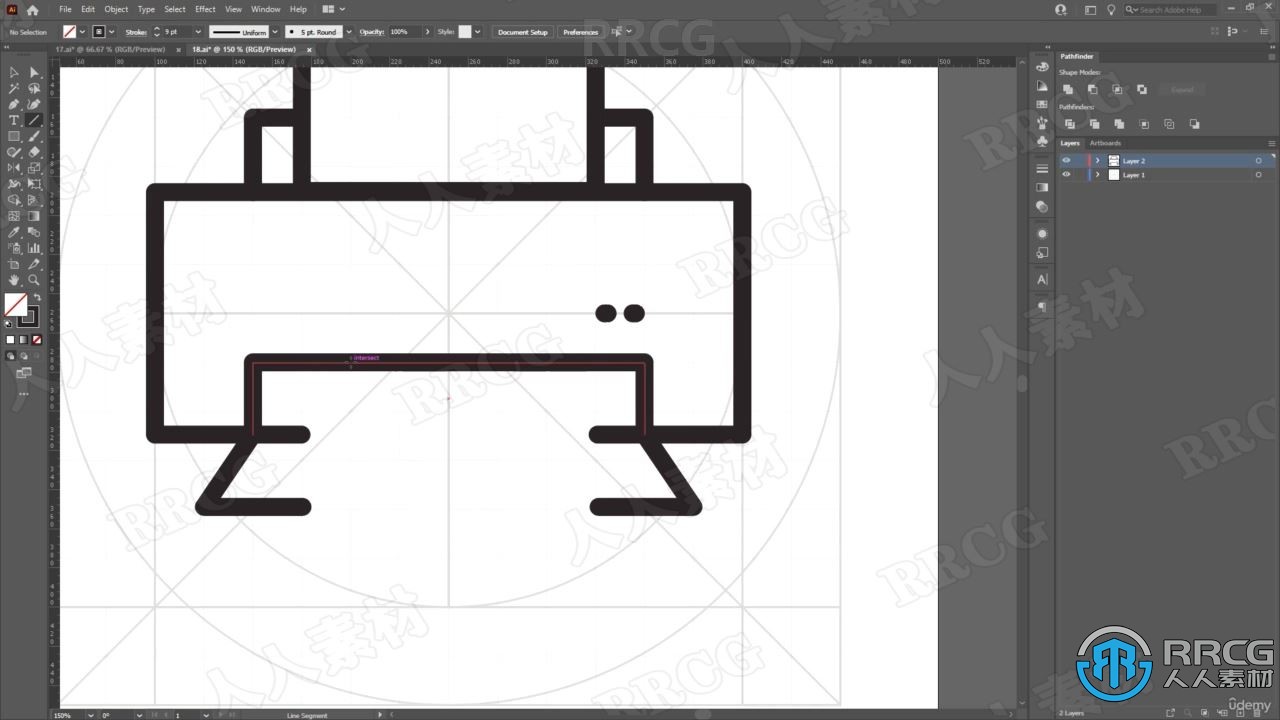 Ai File Edit Object Type Select Effect View Window Help Search Adobe Help
No Selection Stroke: 9 pt Uniform 5 pt. Round Opacity: 100% Style: Document Setup Preferences
17.ai* @ 66.67 % (RGB/Preview) × 18.ai* @ 150 % (RGB/Preview) ×
60 80 100 120 140 160 180 200 220 240 260 280 300 320 340 360 380 400 420 440 460 480 500 520
Pathfinder
Shape Modes:
Expand
Pathfinders:
Layers Artboards
Layer 2
Layer 1
intersect
RRCG
人人素材
RRCG
人人素材
ûdemy
150% 0° 1 Line Segment
2 Layers